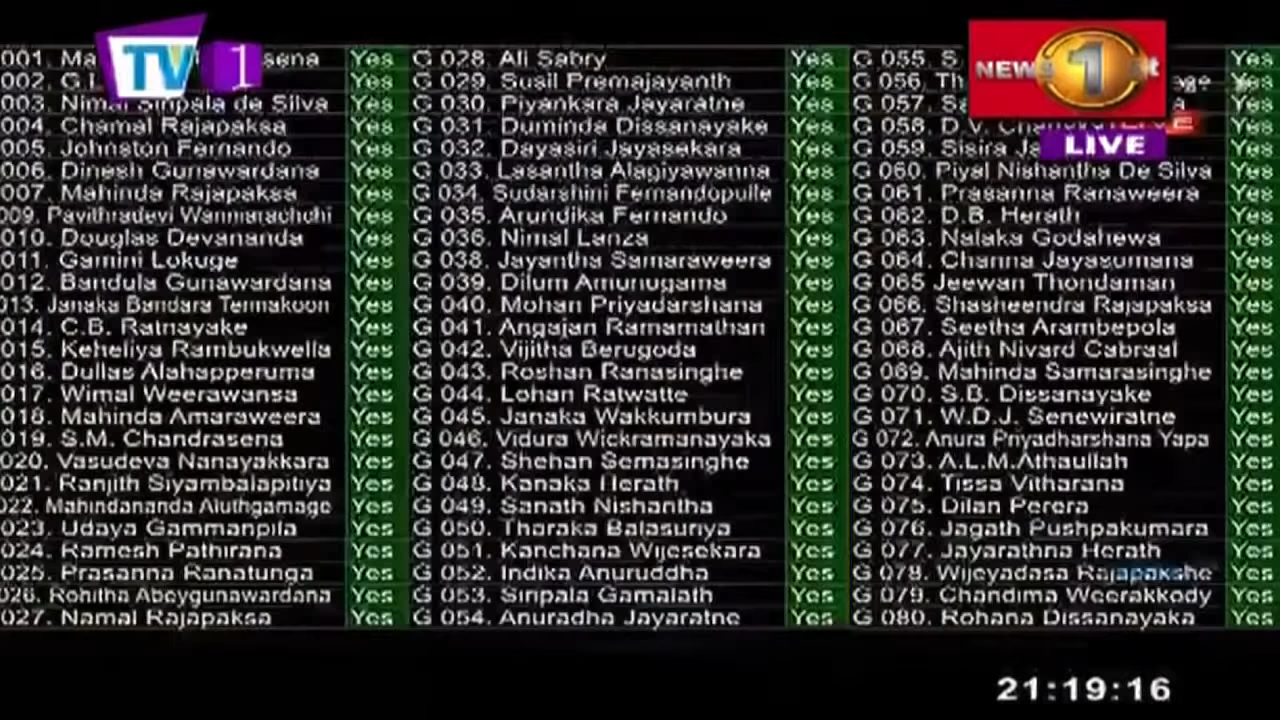 TV 1
NEWS 1st
LIVE
001. Ma sena Yes
002. G.L Yes
003. Nimal Siripala de Silva Yes
004. Chamal Rajapaksa Yes
005. Johnston Fernando Yes
006. Dinesh Gunawardana Yes
007. Mahinda Rajapaksa Yes
009. Pavithradevi Wanniarachchi Yes
010. Douglas Devananda Yes
011. Gamini Lokuge Yes
012. Bandula Gunawardana Yes
013. Janaka Bandara Tennakoon Yes
014. C.B. Ratnayake Yes
015. Keheliya Rambukwella Yes
016. Dullas Alahapperuma Yes
017. Wimal Weerawansa Yes
018. Mahinda Amaraweera Yes
019. S.M. Chandrasena Yes
020. Vasudeva Nanayakkara Yes
021. Ranjith Siyambalapitiya Yes
022. Mahindananda Aluthgamage Yes
023. Udaya Gammanpila Yes
024. Ramesh Pathirana Yes
025. Prasanna Ranatunga Yes
026. Rohitha Abeygunawardana Yes
027. Namal Rajapaksa Yes
G 028. Ali Sabry Yes
G 029. Susil Premajayanth Yes
G 030. Piyankara Jayaratne Yes
G 031. Duminda Dissanayake Yes
G 032. Dayasiri Jayasekara Yes
G 033. Lasantha Alagiyawanna Yes
G 034. Sudarshini Fernandopulle Yes
G 035. Arundika Fernando Yes
G 036. Nimal Lanza Yes
G 038. Jayantha Samaraweera Yes
G 039. Dilum Amunugama Yes
G 040. Mohan Priyadarshana Yes
G 041. Angajan Ramamathan Yes
G 042. Vijitha Berugoda Yes
G 043. Roshan Ranasinghe Yes
G 044. Lohan Ratwatte Yes
G 045. Janaka Wakkumbura Yes
G 046. Vidura Wickramanayaka Yes
G 047. Shehan Semasinghe Yes
G 048. Kanaka Herath Yes
G 049. Sanath Nishantha Yes
G 050. Tharaka Balasuriya Yes
G 051. Kanchana Wijesekara Yes
G 052. Indika Anuruddha Yes
G 053. Siripala Gamalath Yes
G 054. Anuradha Jayaratne Yes
G 055. S. Yes
G 056. Th age Yes
G 057. Sa a Yes
G 058. D.V. Yes
G 059. Sisira Ja Yes
G 060. Piyal Nishantha De Silva Yes
G 061. Prasanna Ranaweera Yes
G 062. D.B. Herath Yes
G 063. Nalaka Godahewa Yes
G 064. Channa Jayasumana Yes
G 065 Jeewan Thondaman Yes
G 066. Shasheendra Rajapaksa Yes
G 067. Seetha Arambepola Yes
G 068. Ajith Nivard Cabraal Yes
G 069. Mahinda Samarasinghe Yes
G 070. S.B. Dissanayake Yes
G 071. W.D.J. Senewiratne Yes
G 072. Anura Priyadharshana Yapa Yes
G 073. A.L.M.Athaullah Yes
G 074. Tissa Vitharana Yes
G 075. Dilan Perera Yes
G 076. Jagath Pushpakumara Yes
G 077. Jayarathna Herath Yes
G 078. Wijeyadasa Rajapakshe Yes
G 079. Chandima Weerakkody Yes
G 080. Rohana Dissanayaka Yes
21:19:16